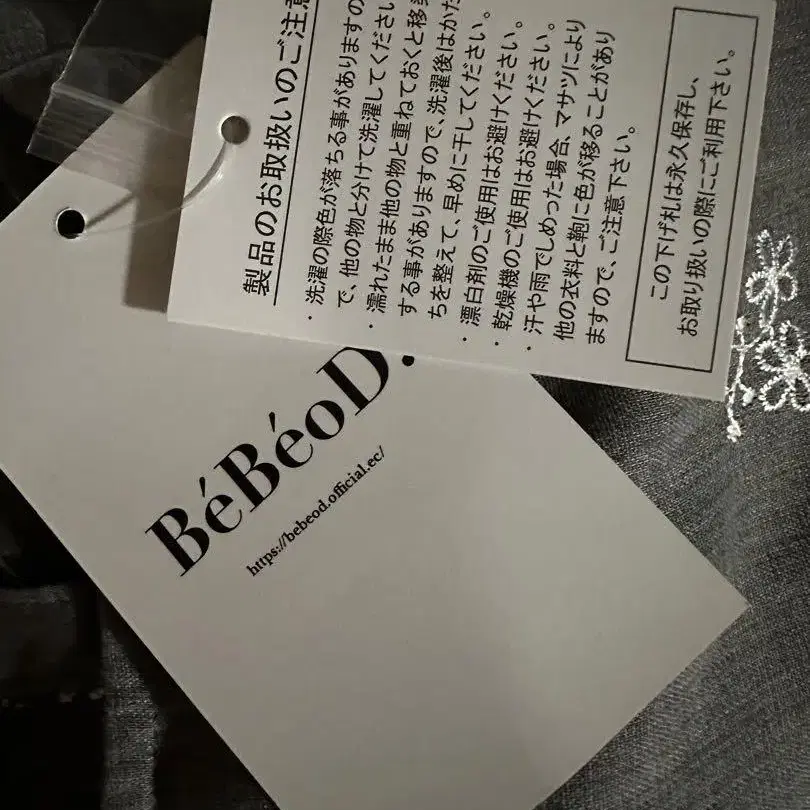 製品のお取扱いのご注意
・洗濯の際色が落ちる事がありますの
で、他の物と分けて洗濯してください
・濡れたまま他の物と重ねておくと移染
する事がありますので、洗濯後はかた
ちを整えて、早めに干してください。
・漂白剤のご使用はお避けください。
・乾燥機のご使用はお避けください。
・汗や雨でしめった場合、マサツにより
他の衣料と鞄に色が移ることがあり
ますので、ご注意下さい。
この下げ札は永久保存し、
お取り扱いの際にご利用下さい。
BéBéoD.
https://bebeod.official.ec/